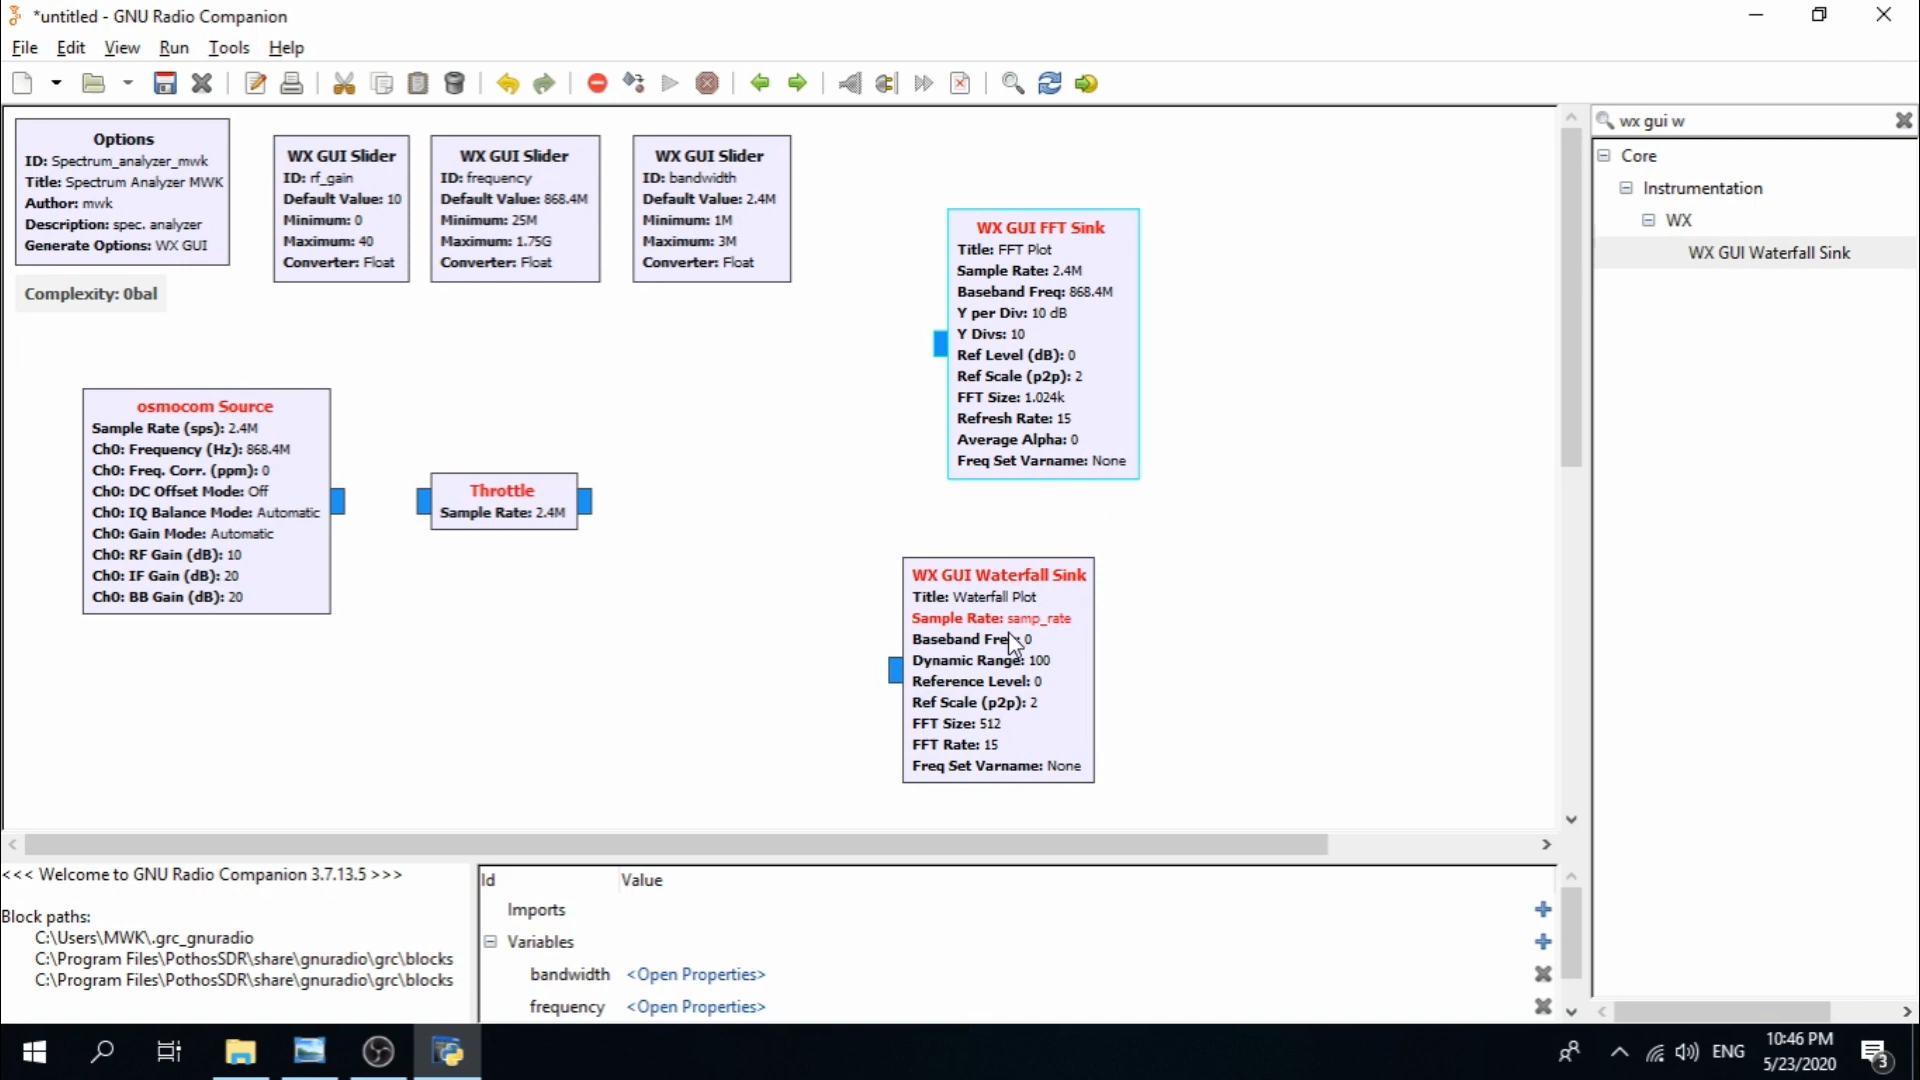 *untitled - GNU Radio Companion
File Edit View Run Tools Help
Options
ID: Spectrum_analyzer_mwk
Title: Spectrum Analyzer MWK
Author: mwk
Description: spec. analyzer
Generate Options: WX GUI
Complexity: 0bal
WX GUI Slider
ID: rf_gain
Default Value: 10
Minimum: 0
Maximum: 40
Converter: Float
WX GUI Slider
ID: frequency
Default Value: 868.4M
Minimum: 25M
Maximum: 1.75G
Converter: Float
WX GUI Slider
ID: bandwidth
Default Value: 2.4M
Minimum: 1M
Maximum: 3M
Converter: Float
WX GUI FFT Sink
Title: FFT Plot
Sample Rate: 2.4M
Baseband Freq: 868.4M
Y per Div: 10 dB
Y Divs: 10
Ref Level (dB): 0
Ref Scale (p2p): 2
FFT Size: 1.024k
Refresh Rate: 15
Average Alpha: 0
Freq Set Varname: None
osmocom Source
Sample Rate (sps): 2.4M
Ch0: Frequency (Hz): 868.4M
Ch0: Freq. Corr. (ppm): 0
Ch0: DC Offset Mode: Off
Ch0: IQ Balance Mode: Automatic
Ch0: Gain Mode: Automatic
Ch0: RF Gain (dB): 10
Ch0: IF Gain (dB): 20
Ch0: BB Gain (dB): 20
Throttle
Sample Rate: 2.4M
WX GUI Waterfall Sink
Title: Waterfall Plot
Sample Rate: samp_rate
Baseband Freq: 0
Dynamic Range: 100
Reference Level: 0
Ref Scale (p2p): 2
FFT Size: 512
FFT Rate: 15
Freq Set Varname: None
wx gui w
Core
Instrumentation
WX
WX GUI Waterfall Sink
<<< Welcome to GNU Radio Companion 3.7.13.5 >>>
Block paths:
C:\Users\MWK\.grc_gnuradio
C:\Program Files\PothosSDR\share\gnuradio\grc\blocks
C:\Program Files\PothosSDR\share\gnuradio\grc\blocks
Id Value
Imports
Variables
bandwidth <Open Properties>
frequency <Open Properties>
ENG
10:46 PM
5/23/2020
3